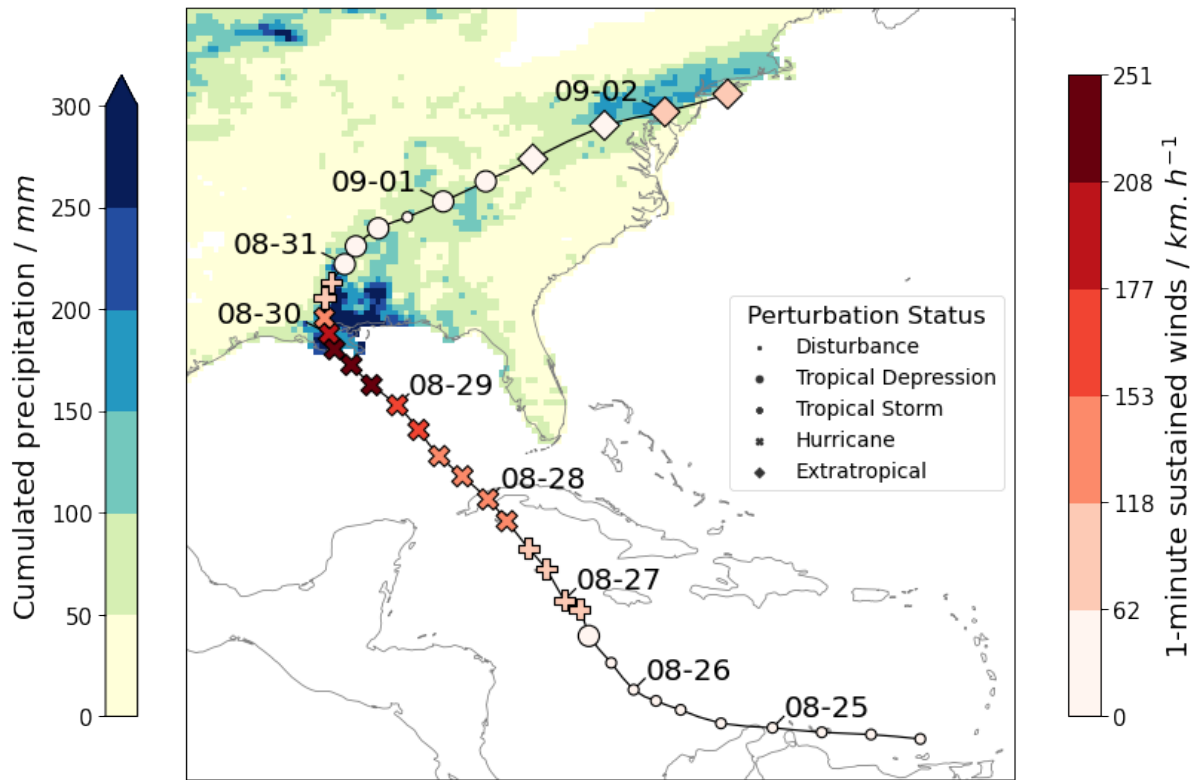 Cumulated precipitation / mm
300
250
200
150
100
50
0
09-02
09-01
08-31
08-30
08-29
08-28
08-27
08-26
08-25
Perturbation Status
Disturbance
Tropical Depression
Tropical Storm
Hurricane
Extratropical
251
208
177
153
118
62
0
1-minute sustained winds / km.h⁻¹